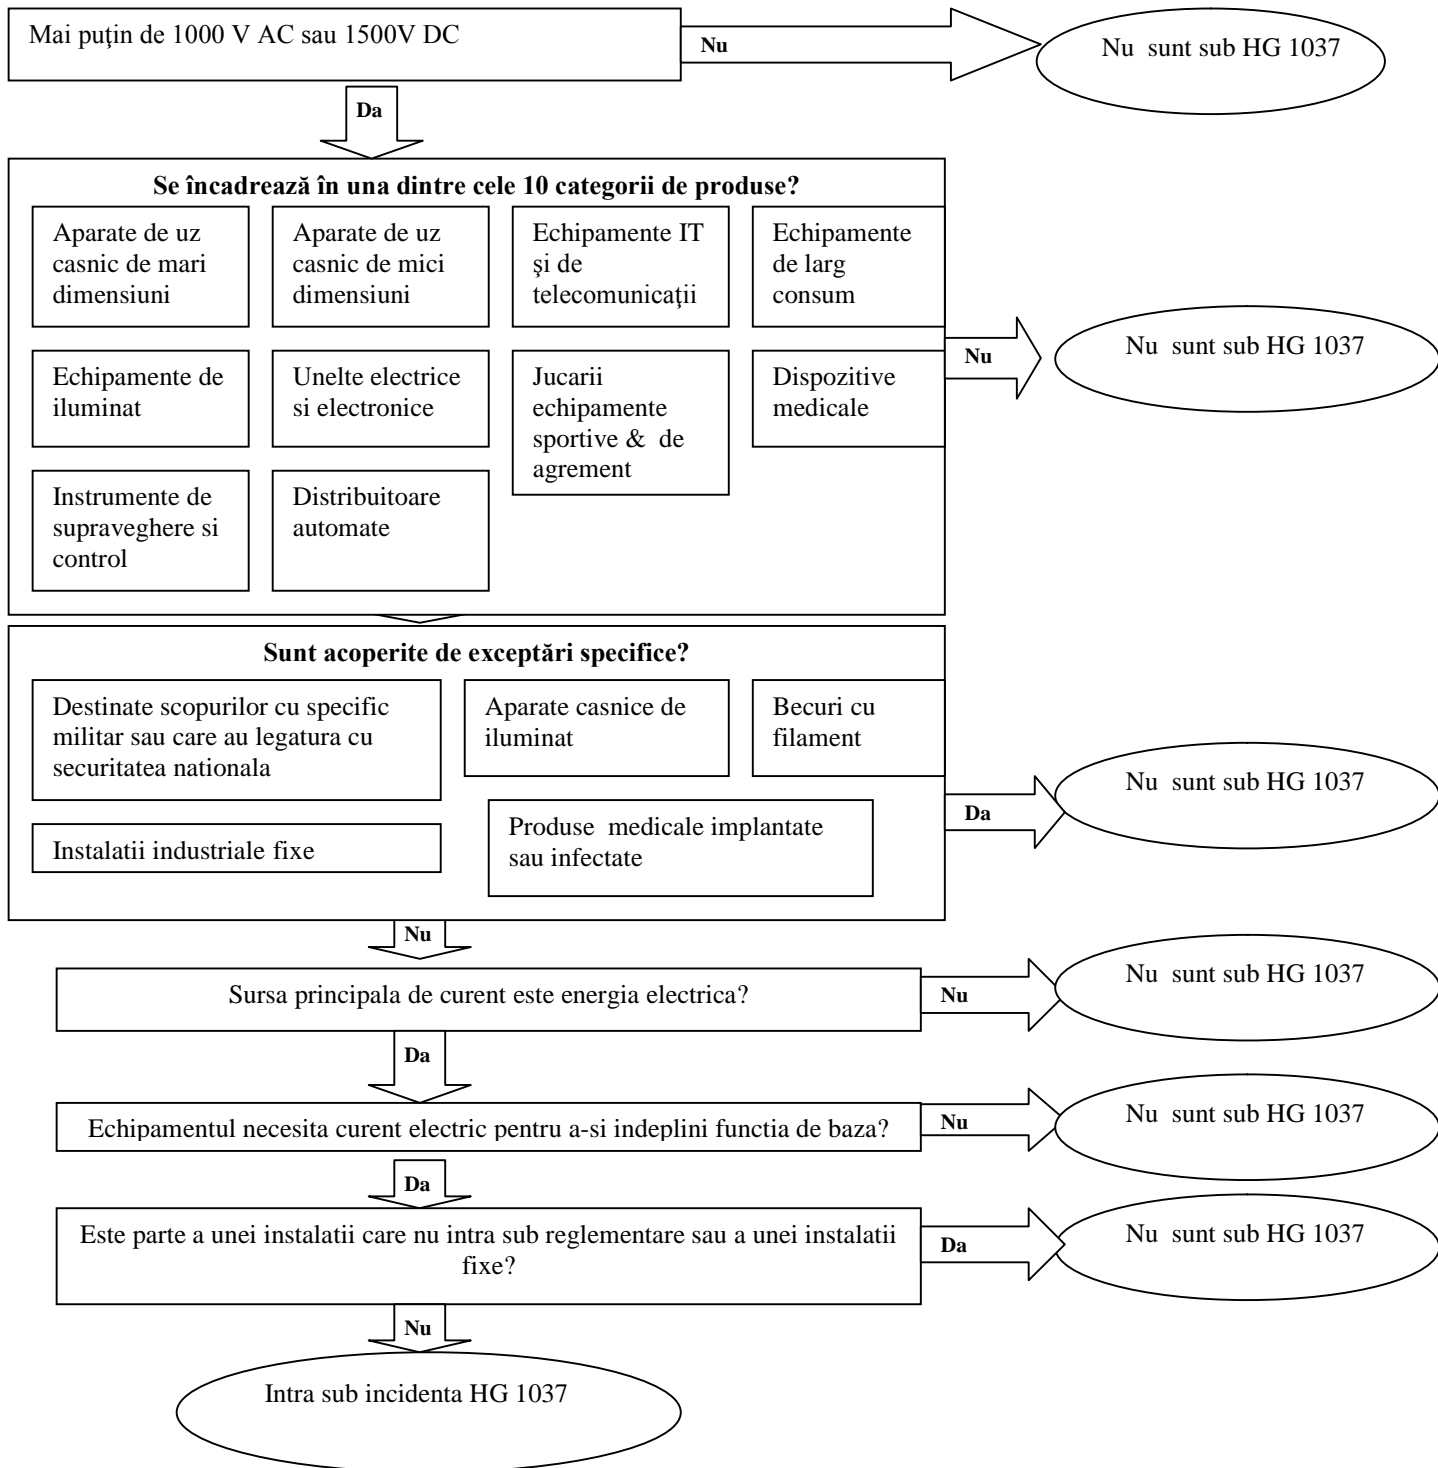 Mai puţin de 1000 V AC sau 1500V DC
Nu
Nu sunt sub HG 1037
Da
Se încadrează în una dintre cele 10 categorii de produse?
Aparate de uz
casnic de mari
dimensiuni
Aparate de uz
casnic de mici
dimensiuni
Echipamente IT
şi de
telecomunicaţii
Echipamente
de larg
consum
Echipamente de
iluminat
Unelte electrice
si electronice
Jucarii
echipamente
sportive & de
agrement
Dispozitive
medicale
Instrumente de
supraveghere si
control
Distribuitoare
automate
Nu
Nu sunt sub HG 1037
Sunt acoperite de exceptări specifice?
Destinate scopurilor cu specific
militar sau care au legatura cu
securitatea nationala
Aparate casnice de
iluminat
Becuri cu
filament
Instalatii industriale fixe
Produse medicale implantate
sau infectate
Da
Nu sunt sub HG 1037
Nu
Sursa principala de curent este energia electrica?
Nu
Nu sunt sub HG 1037
Da
Echipamentul necesita curent electric pentru a-si indeplini functia de baza?
Nu
Nu sunt sub HG 1037
Da
Este parte a unei instalatii care nu intra sub reglementare sau a unei instalatii
fixe?
Da
Nu sunt sub HG 1037
Nu
Intra sub incidenta HG 1037